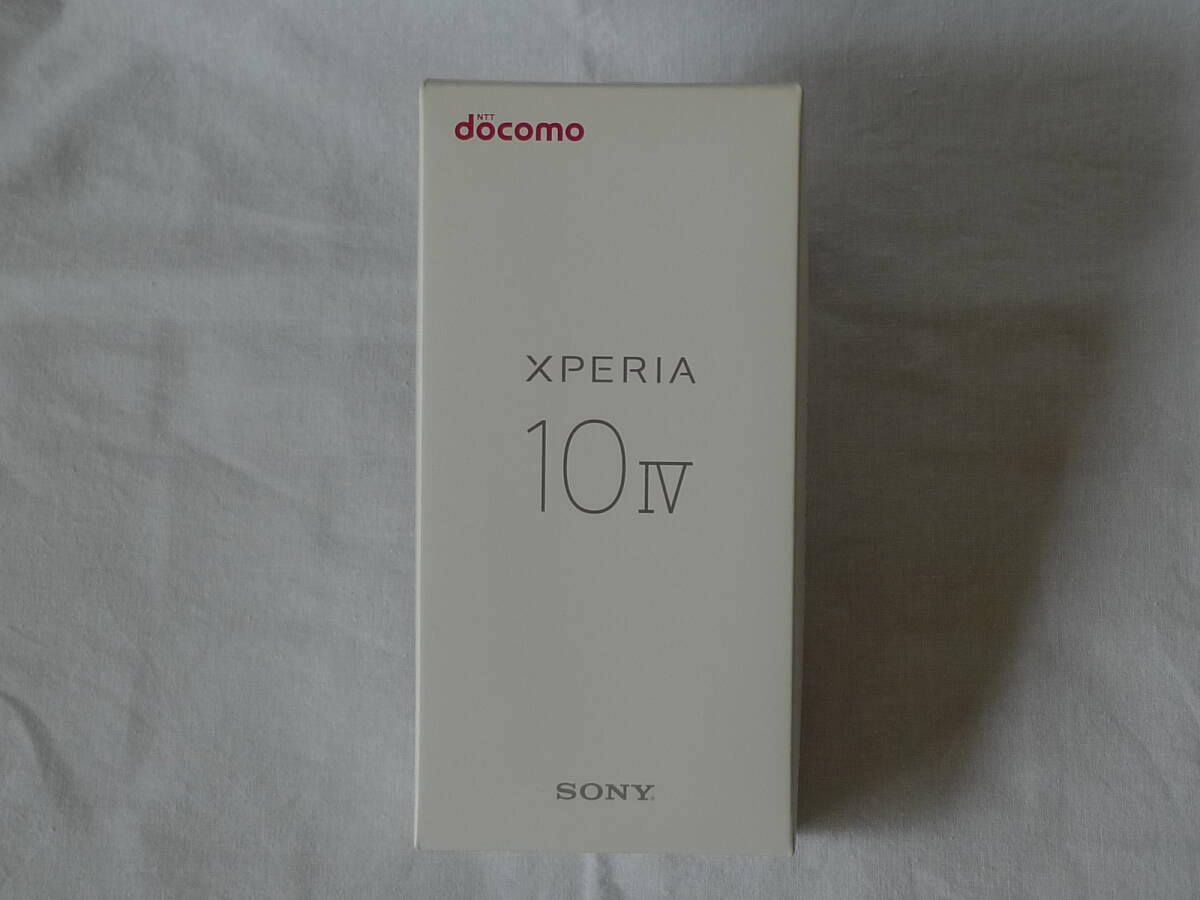 NTT
docomo
XPERIA
10 IV
SONY